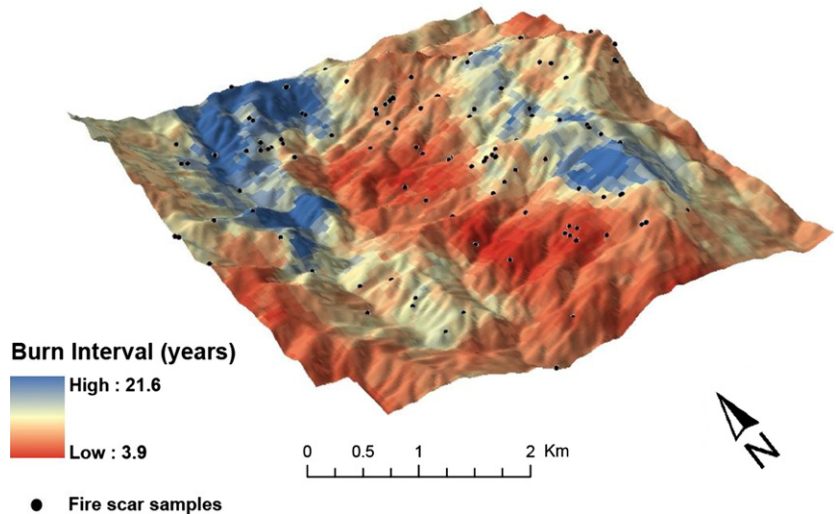 Burn Interval (years)
High : 21.6
Low : 3.9
0 0.5 1 2 Km
N
Fire scar samples